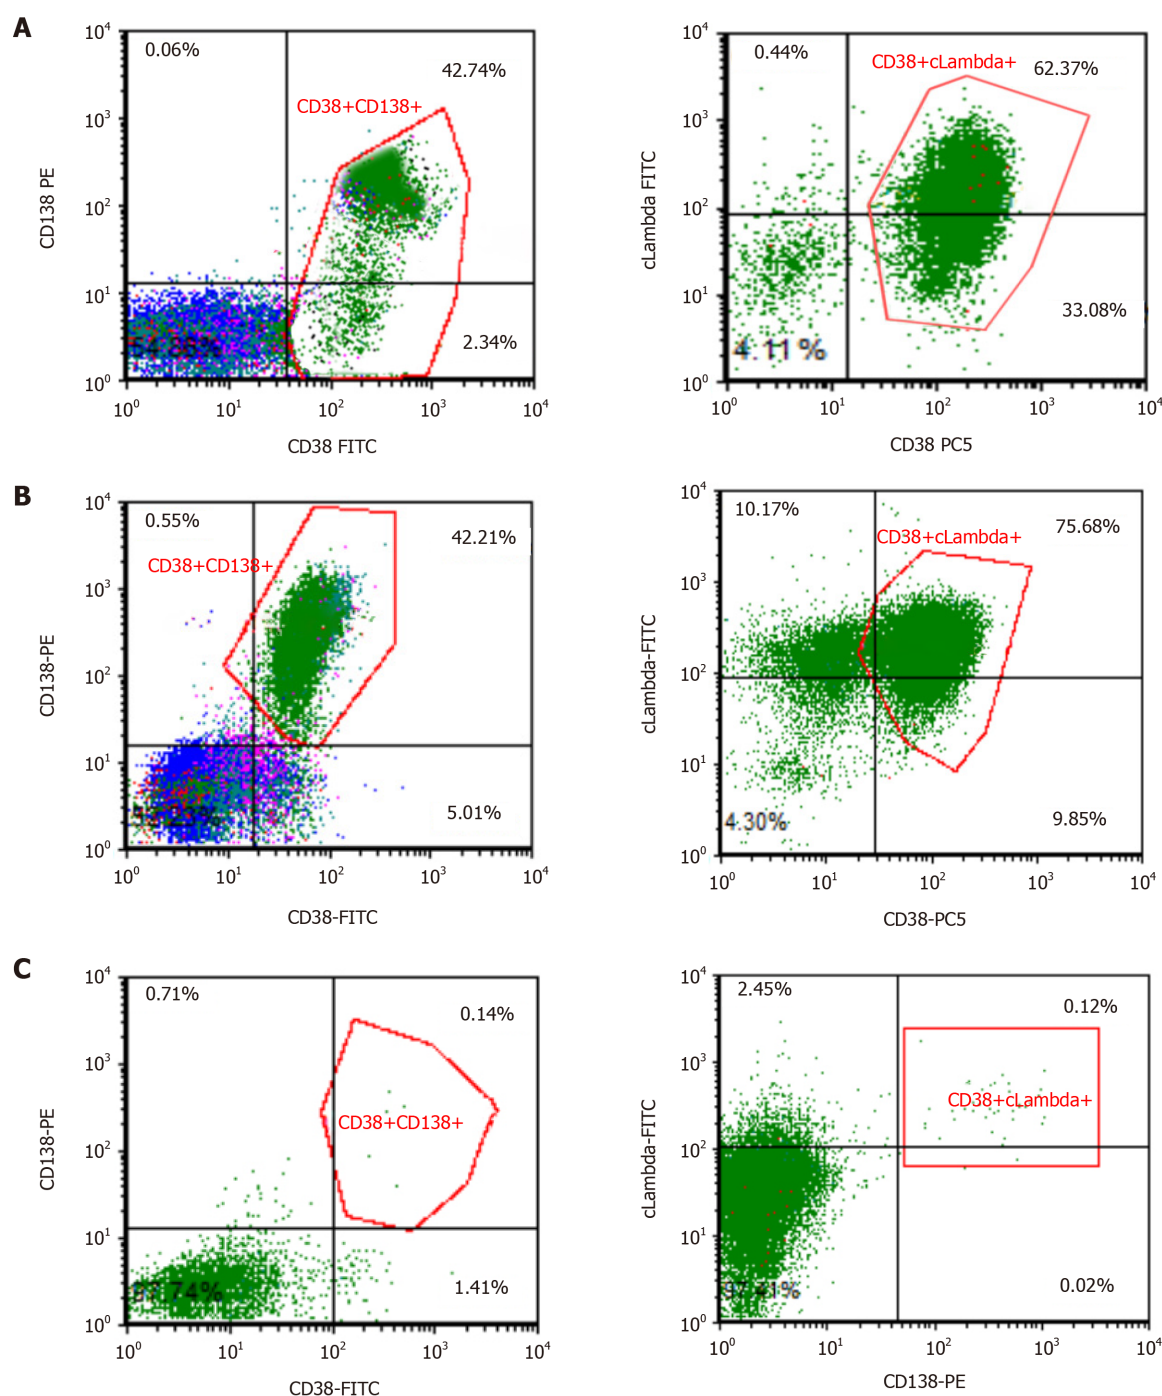 A
10⁴
10³
10²
10¹
10⁰
CD138 PE
0.06%
42.74%
CD38+CD138+
2.34%
10⁰ 10¹ 10² 10³ 10⁴
CD38 FITC
10⁴
10³
10²
10¹
10⁰
cLambda FITC
0.44%
CD38+cLambda+
62.37%
33.08%
4.11%
10⁰ 10¹ 10² 10³ 10⁴
CD38 PC5
B
10⁴
10³
10²
10¹
10⁰
CD138-PE
0.55%
42.21%
CD38+CD138+
5.01%
10⁰ 10¹ 10² 10³ 10⁴
CD38-FITC
10⁴
10³
10²
10¹
10⁰
cLambda-FITC
10.17%
75.68%
CD38+cLambda+
4.30%
9.85%
10⁰ 10¹ 10² 10³ 10⁴
CD38-PC5
C
10⁴
10³
10²
10¹
10⁰
CD138-PE
0.71%
0.14%
CD38+CD138+
97.74%
1.41%
10⁰ 10¹ 10² 10³ 10⁴
CD38-FITC
10⁴
10³
10²
10¹
10⁰
cLambda-FITC
2.45%
0.12%
CD38+cLambda+
97.41%
0.02%
10⁰ 10¹ 10² 10³ 10⁴
CD138-PE